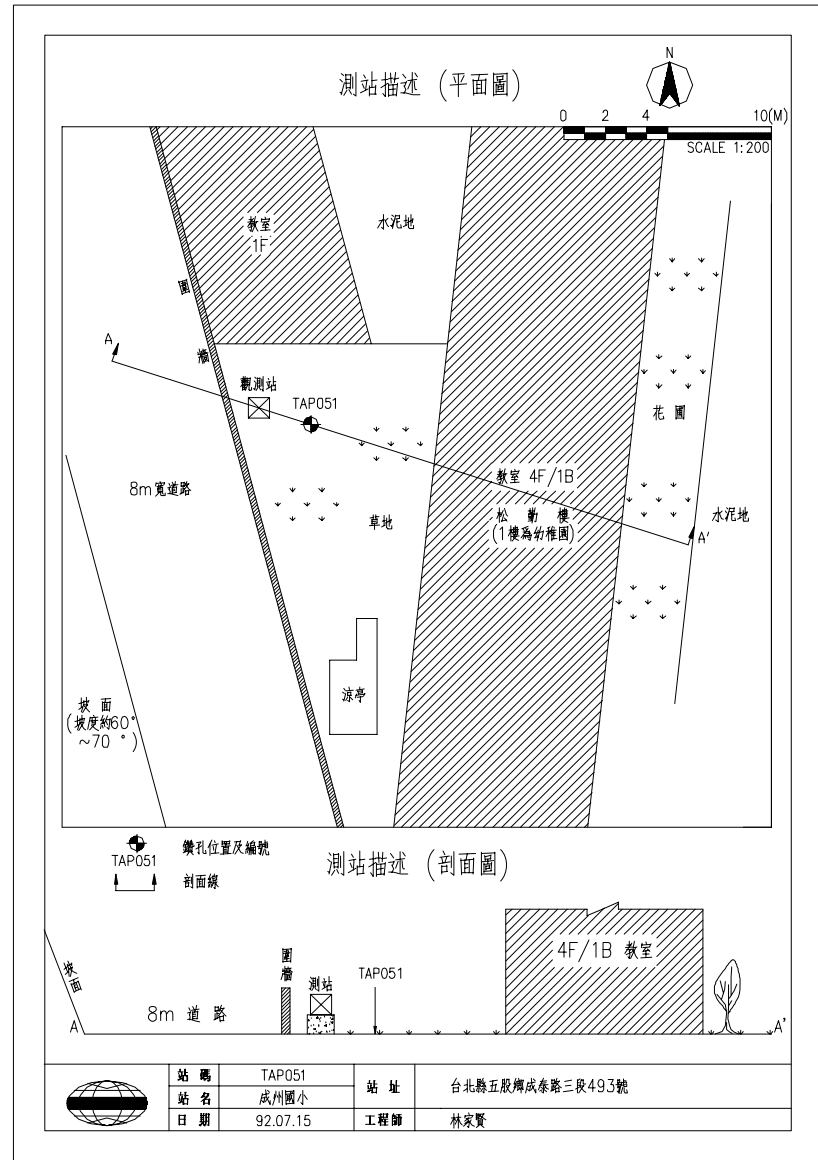 測站描述 (平面圖)
N
0 2 4 10(M)
SCALE 1:200
教室
1F
水泥地
圍
牆
A
觀測站
TAP051
8m寬道路
草地
教室 4F/1B
松勤樓
(1樓為幼稚園)
花圃
水泥地
A'
涼亭
坡面
(坡度約60°
~70°)
TAP051
鑽孔位置及編號
剖面線
測站描述 (剖面圖)
坡面
A
8m 道路
圍牆
測站
TAP051
4F/1B 教室
A'
站碼 TAP051
站名 成州國小
日期 92.07.15
站址 台北縣五股鄉成泰路三段493號
工程師 林家賢